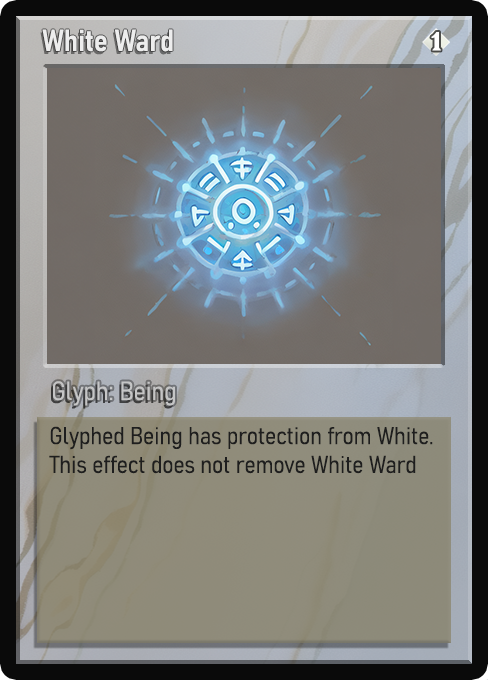 White Ward
1
Glyph: Being
Glyphed Being has protection from White.
This effect does not remove White Ward